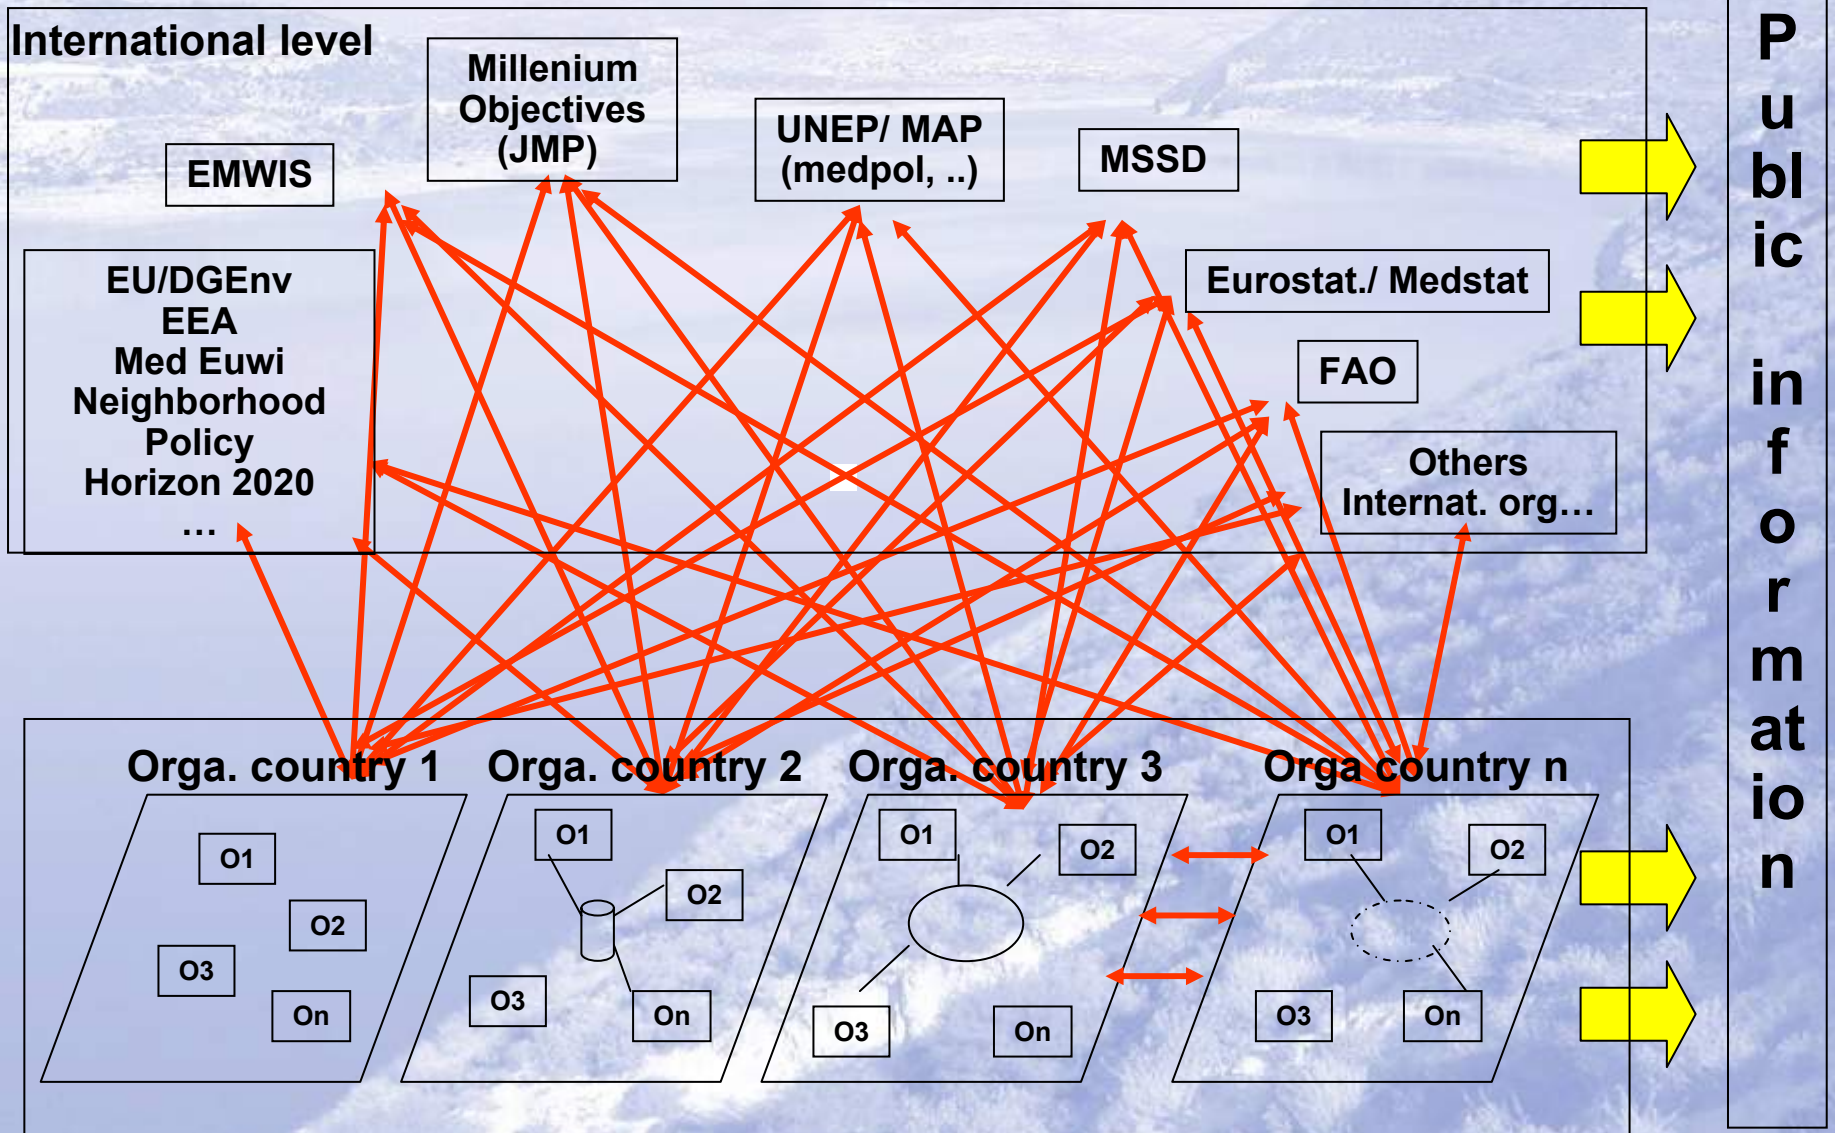 International level
Millenium
Objectives
(JMP)
UNEP/ MAP
(medpol, ..)
MSSD
EMWIS
EU/DGEnv
EEA
Med Euwi
Neighborhood
Policy
Horizon 2020
...
Eurostat./ Medstat
FAO
Others
Internat. org...
Orga. country 1
Orga. country 2
Orga. country 3
Orga country n
O1
O2
O3
On
O1
O2
O3
On
O1
O2
O3
On
O1
O2
O3
On
P
u
bl
ic
in
f
o
r
m
at
io
n